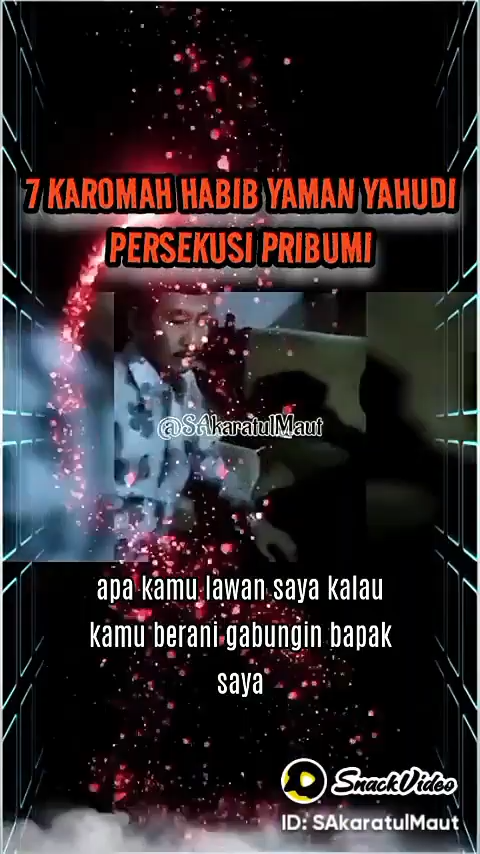 7 KAROMAH HABIB YAMAN YAHUDI
PERSEKUSI PRIBUMI
@SAkaratulMaut
apa kamu lawan saya kalau
kamu berani gabungin bapak
saya
SnackVideo
ID: SAkaratulMaut